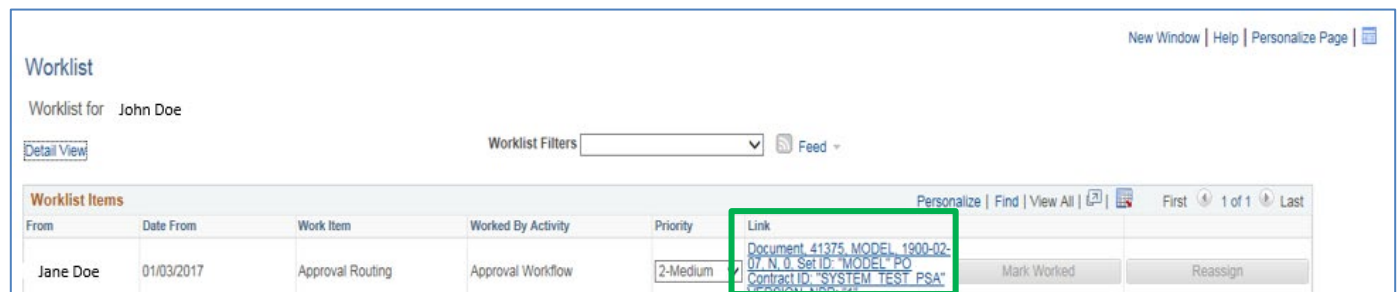 New Window | Help | Personalize Page |
Worklist
Worklist for John Doe
Detail View Worklist Filters Feed
Worklist Items Personalize | Find | View All | | First 1 of 1 Last
From Date From Work Item Worked By Activity Priority Link
Jane Doe 01/03/2017 Approval Routing Approval Workflow 2-Medium Document, 41375, MODEL, 1900-02- Mark Worked Reassign
07, N, 0, Set ID: "MODEL" PO
Contract ID: "SYSTEM_TEST_PSA"